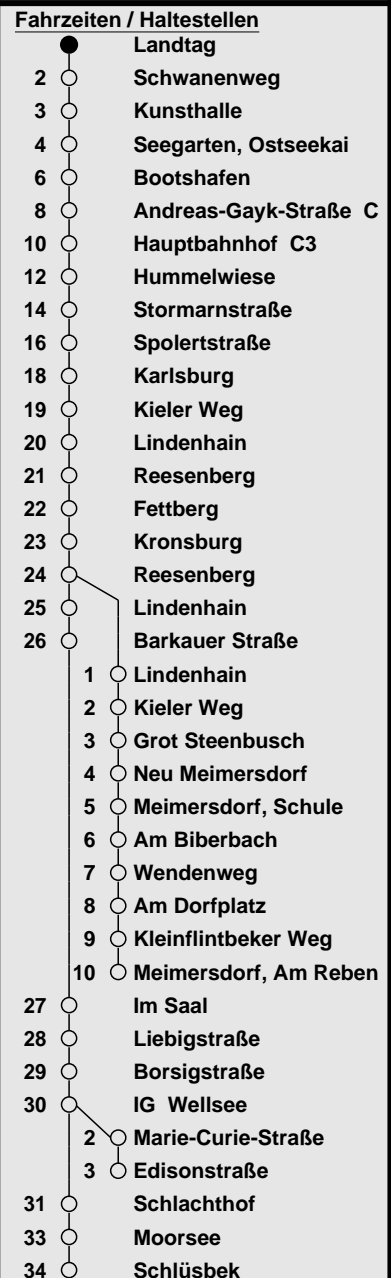 Fahrzeiten / Haltestellen
Landtag
2 Schwanenweg
3 Kunsthalle
4 Seegarten, Ostseekai
6 Bootshafen
8 Andreas-Gayk-Straße C
10 Hauptbahnhof C3
12 Hummelwiese
14 Stormarnstraße
16 Spolertstraße
18 Karlsburg
19 Kieler Weg
20 Lindenhain
21 Reesenberg
22 Fettberg
23 Kronsburg
24 Reesenberg
25 Lindenhain
26 Barkauer Straße
1 Lindenhain
2 Kieler Weg
3 Grot Steenbusch
4 Neu Meimersdorf
5 Meimersdorf, Schule
6 Am Biberbach
7 Wendenweg
8 Am Dorfplatz
9 Kleinflintbeker Weg
10 Meimersdorf, Am Reben
27 Im Saal
28 Liebigstraße
29 Borsigstraße
30 IG Wellsee
2 Marie-Curie-Straße
3 Edisonstraße
31 Schlachthof
33 Moorsee
34 Schlüsbek